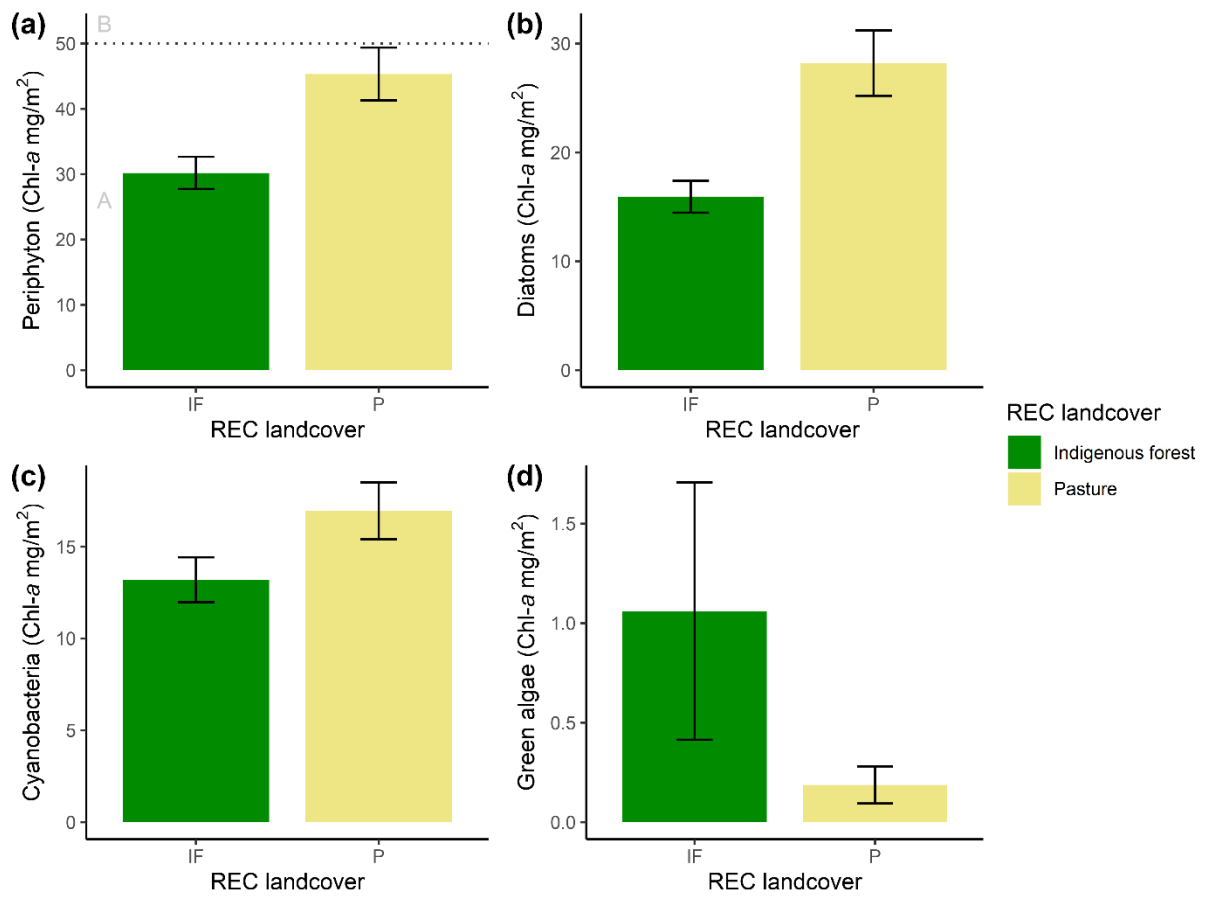 (a)
B
50
40
30
20
10
0
A
Periphyton (Chl-a mg/m²)
IF P
REC landcover
(b)
30
20
10
0
Diatoms (Chl-a mg/m²)
IF P
REC landcover
REC landcover
Indigenous forest
Pasture
(c)
15
10
5
0
Cyanobacteria (Chl-a mg/m²)
IF P
REC landcover
(d)
1.5
1.0
0.5
0.0
Green algae (Chl-a mg/m²)
IF P
REC landcover